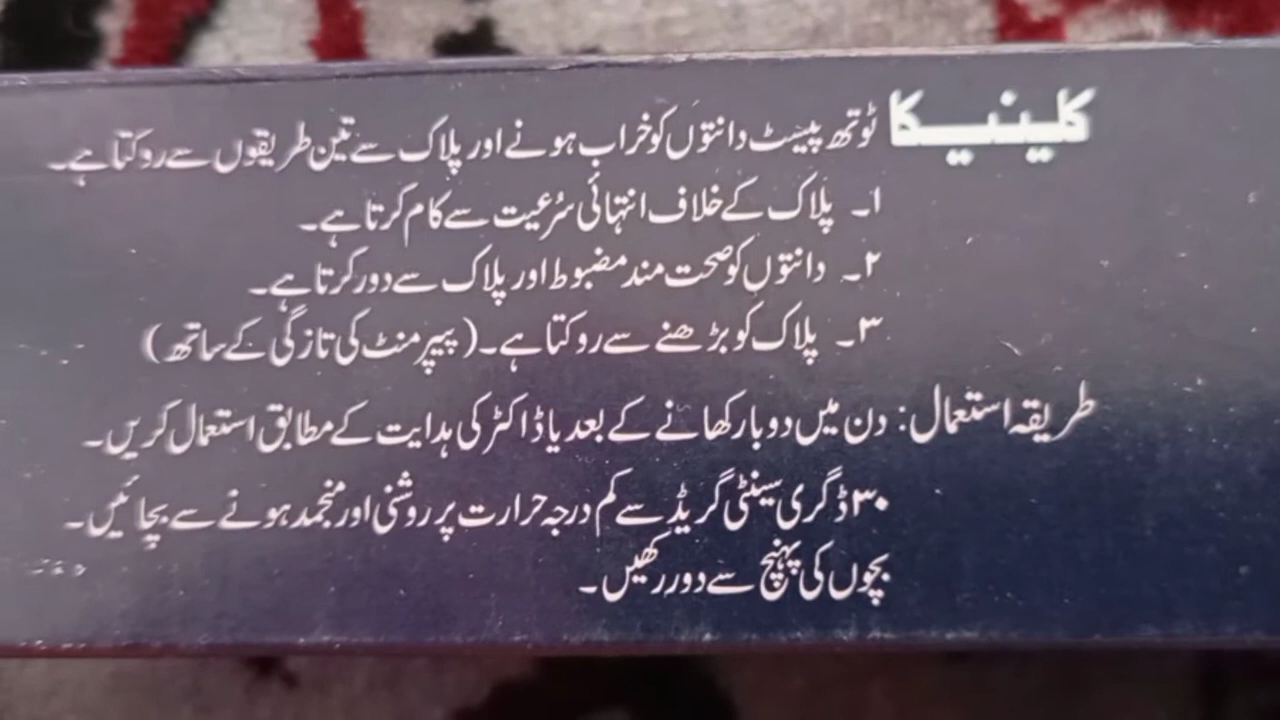 کلینیکا ٹوتھ پیسٹ دانتوں کو خراب ہونے اور پلاک سے تین طریقوں سے روکتا ہے۔
۱۔ پلاک کے خلاف انتہائی سُرعیت سے کام کرتا ہے۔
۲۔ دانتوں کو صحت مند مضبوط اور پلاک سے دور کرتا ہے۔
۳۔ پلاک کو بڑھنے سے روکتا ہے۔ (پیپرمنٹ کی تازگی کے ساتھ)
طریقہ استعمال: دن میں دو بار کھانے کے بعد یا ڈاکٹر کی ہدایت کے مطابق استعمال کریں۔
۳۰ ڈگری سینٹی گریڈ سے کم درجہ حرارت پر روشنی اور منجمد ہونے سے بچائیں۔
بچوں کی پہنچ سے دور رکھیں۔